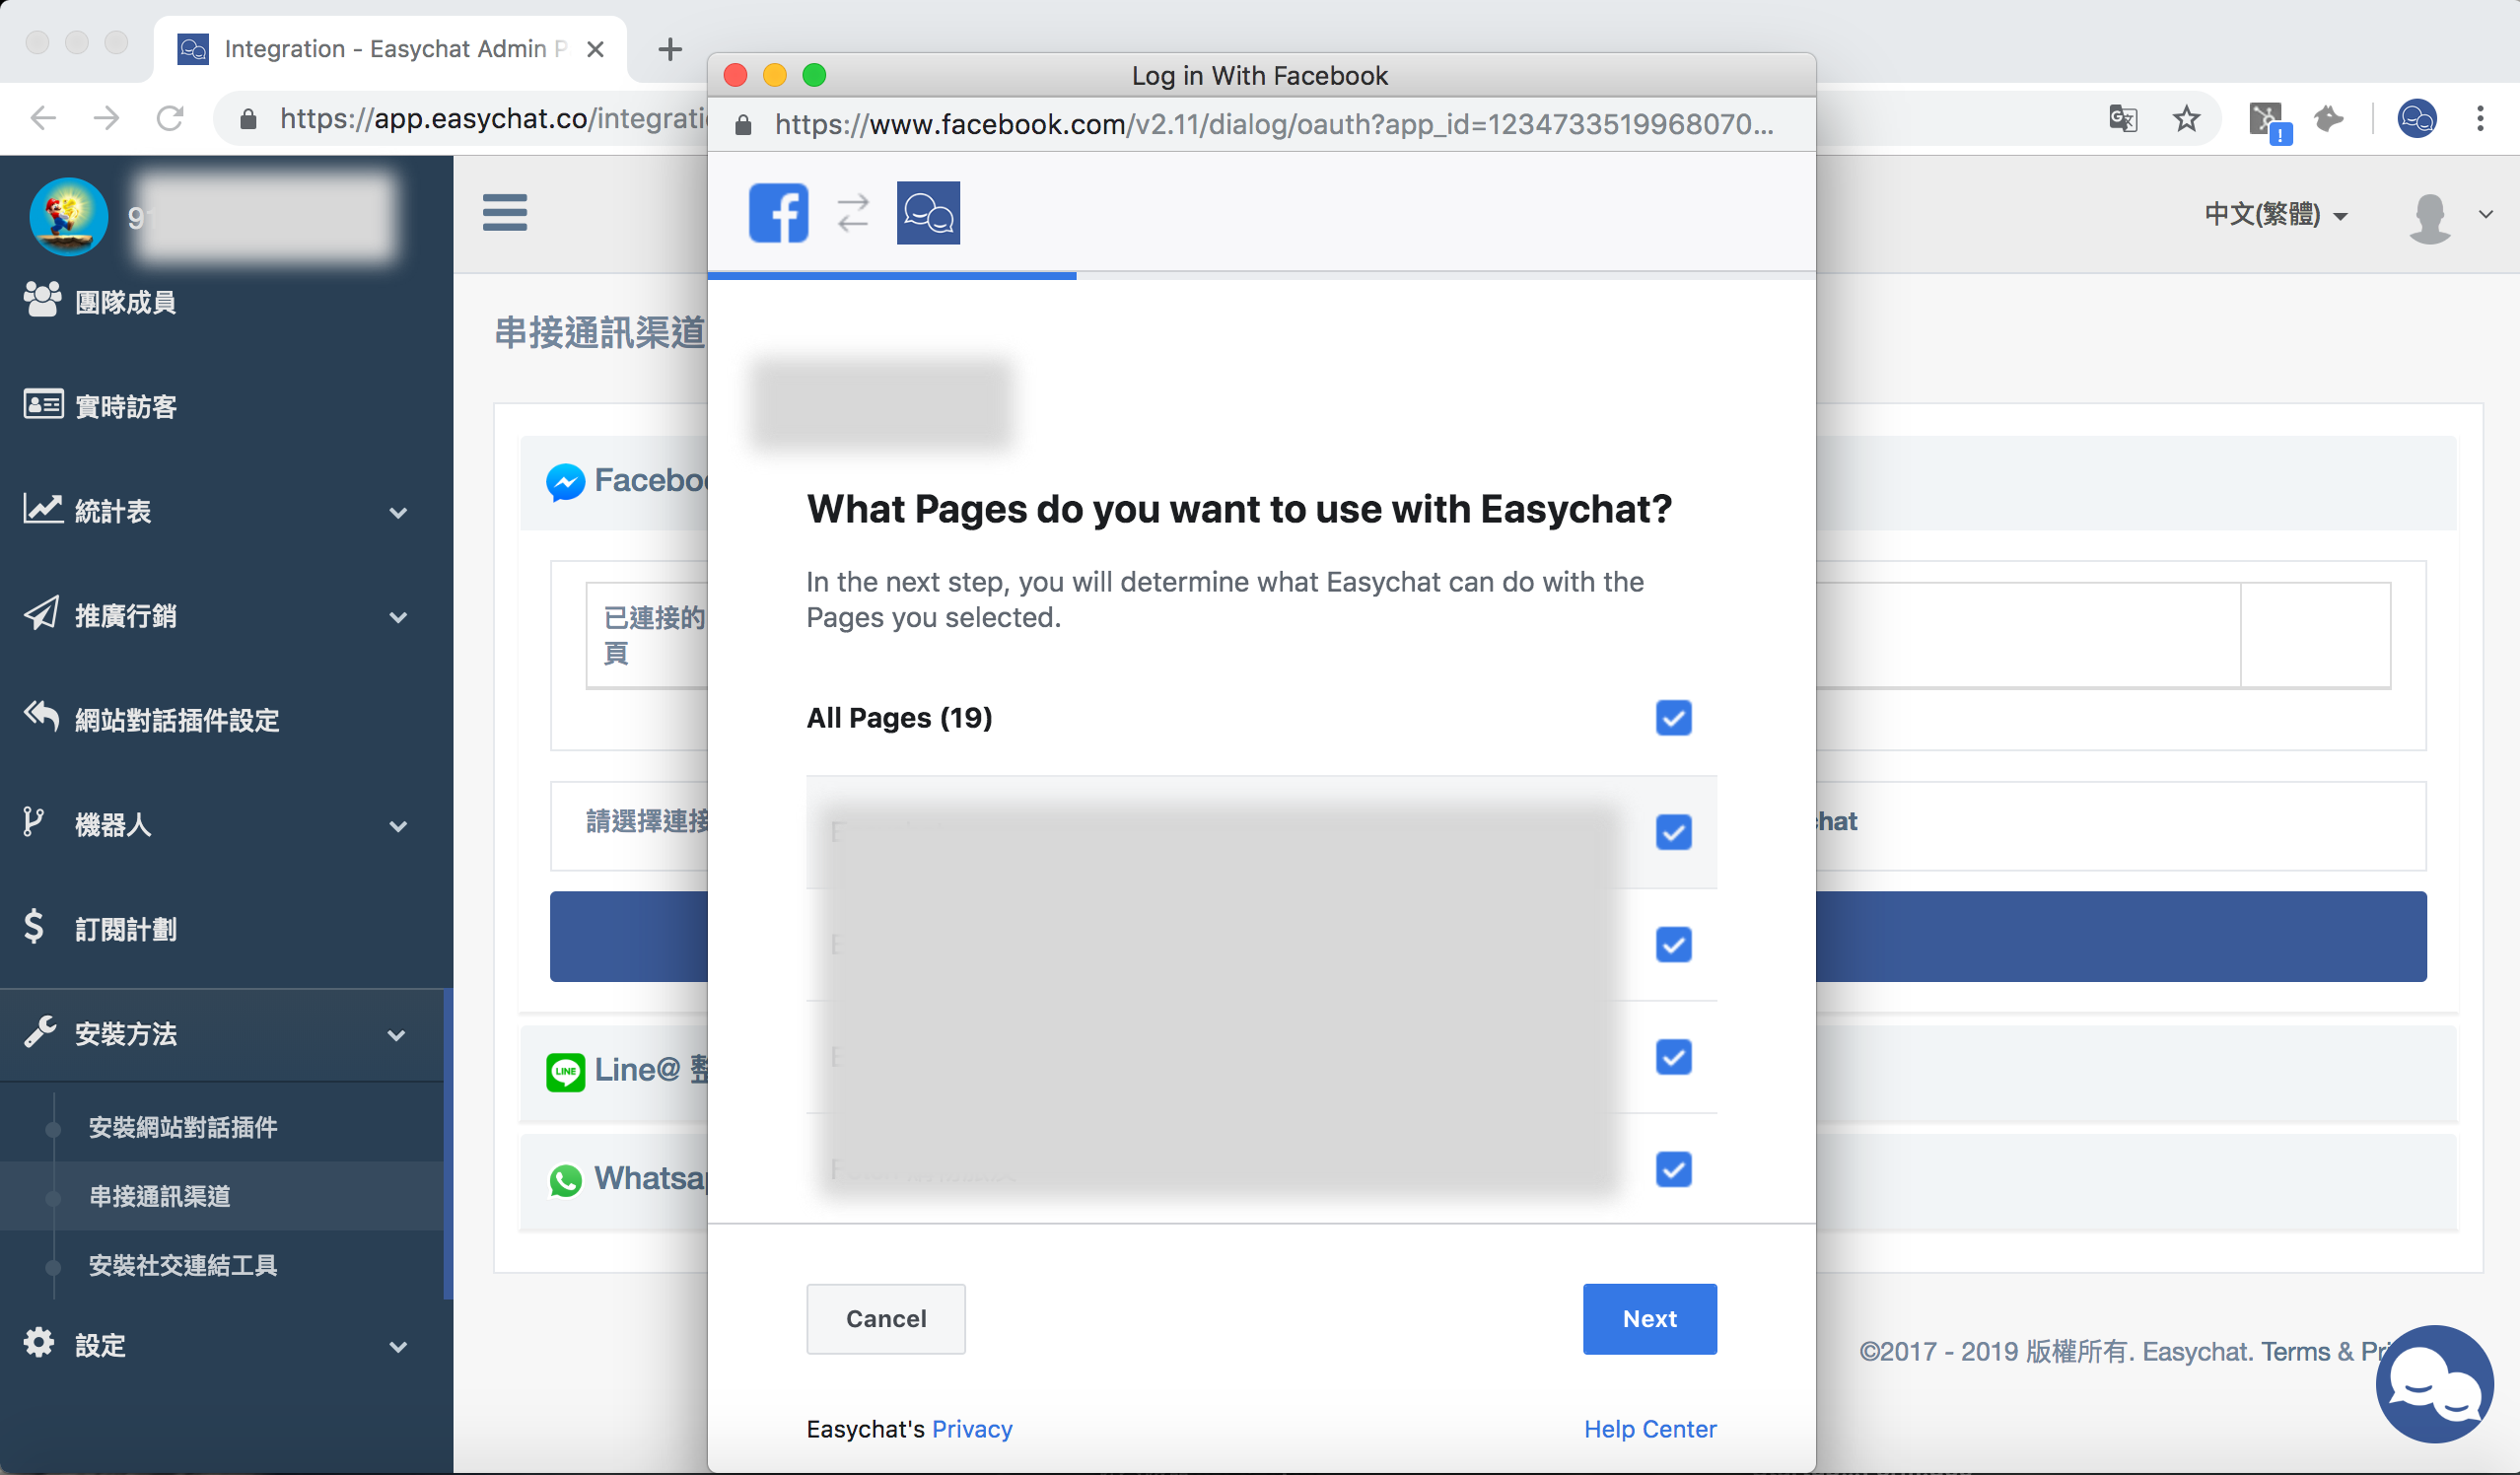 Integration - Easychat Admin P
https://app.easychat.co/integrati
Log in With Facebook
https://www.facebook.com/v2.11/dialog/oauth?app_id=1234733519968070...
中文(繁體)
團隊成員
實時訪客
統計表
推廣行銷
網站對話插件設定
機器人
訂閱計劃
安裝方法
安裝網站對話插件
串接通訊渠道
安裝社交連結工具
設定
串接通訊渠道
Facebo
已連接的
頁
請選擇連接
hat
LINE
Line@ 整
Whatsap
What Pages do you want to use with Easychat?
In the next step, you will determine what Easychat can do with the
Pages you selected.
All Pages (19)
Cancel
Next
Easychat's Privacy
Help Center
©2017 - 2019 版權所有. Easychat. Terms & Pri